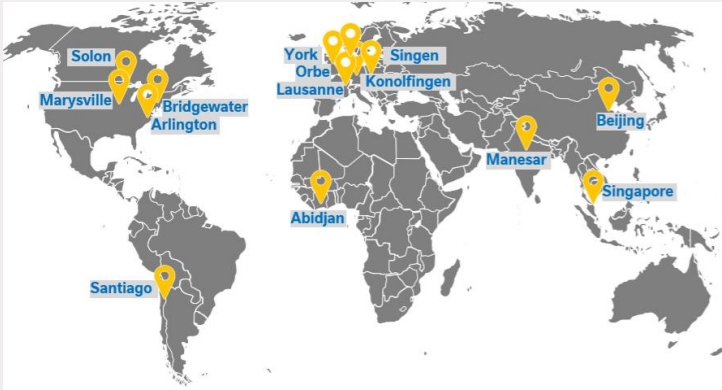 Solon
Marysville
Bridgewater
Arlington
York
Orbe
Lausanne
Singen
Konolfingen
Beijing
Manesar
Singapore
Abidjan
Santiago